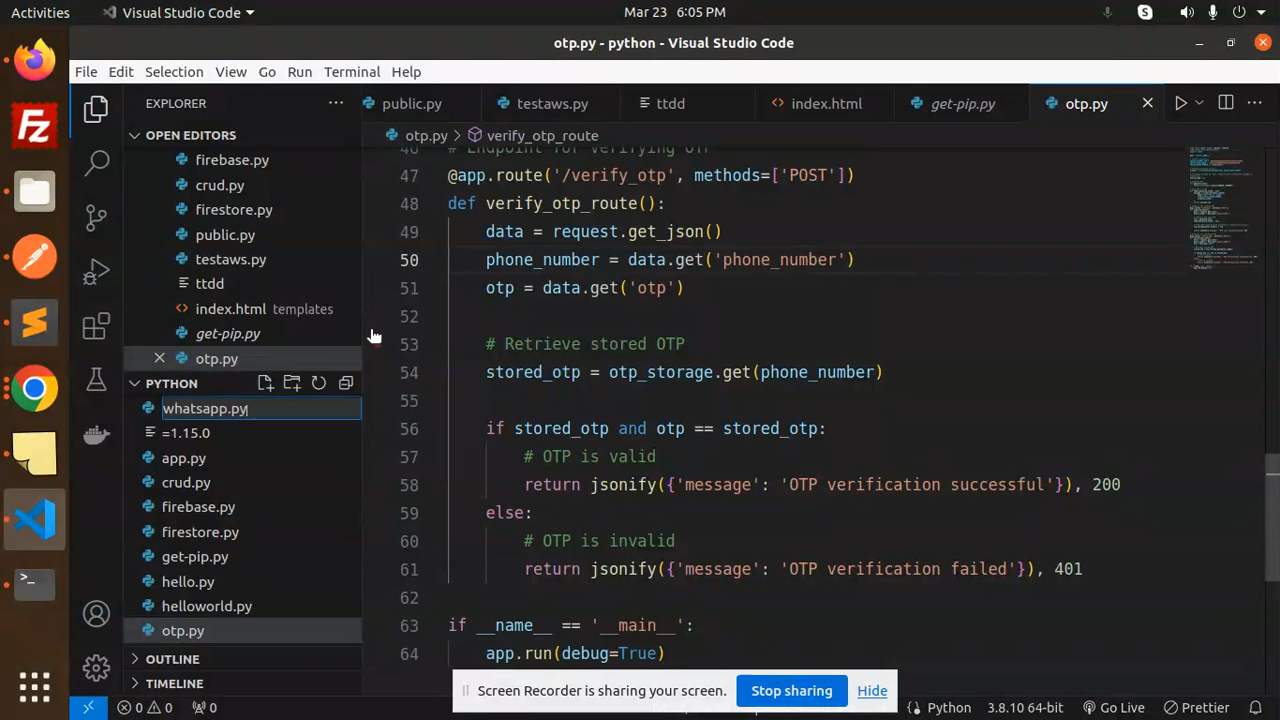 Activities
Visual Studio Code
Mar 23 6:05 PM
otp.py - python - Visual Studio Code
File Edit Selection View Go Run Terminal Help
EXPLORER
public.py
testaws.py
ttdd
index.html
get-pip.py
otp.py
OPEN EDITORS
otp.py > verify_otp_route
firebase.py
crud.py
firestore.py
public.py
testaws.py
ttdd
index.html templates
get-pip.py
otp.py
PYTHON
whatsapp.py
=1.15.0
app.py
crud.py
firebase.py
firestore.py
get-pip.py
hello.py
helloworld.py
otp.py
OUTLINE
TIMELINE
46 # Endpoint for verifying OTP
47 @app.route('/verify_otp', methods=['POST'])
48 def verify_otp_route():
49 data = request.get_json()
50 phone_number = data.get('phone_number')
51 otp = data.get('otp')
52
53 # Retrieve stored OTP
54 stored_otp = otp_storage.get(phone_number)
55
56 if stored_otp and otp == stored_otp:
57 # OTP is valid
58 return jsonify({'message': 'OTP verification successful'}), 200
59 else:
60 # OTP is invalid
61 return jsonify({'message': 'OTP verification failed'}), 401
62
63 if __name__ == '__main__':
64 app.run(debug=True)
Screen Recorder is sharing your screen.
Stop sharing
Hide
0 0 0
Python
3.8.10 64-bit
Go Live
Prettier